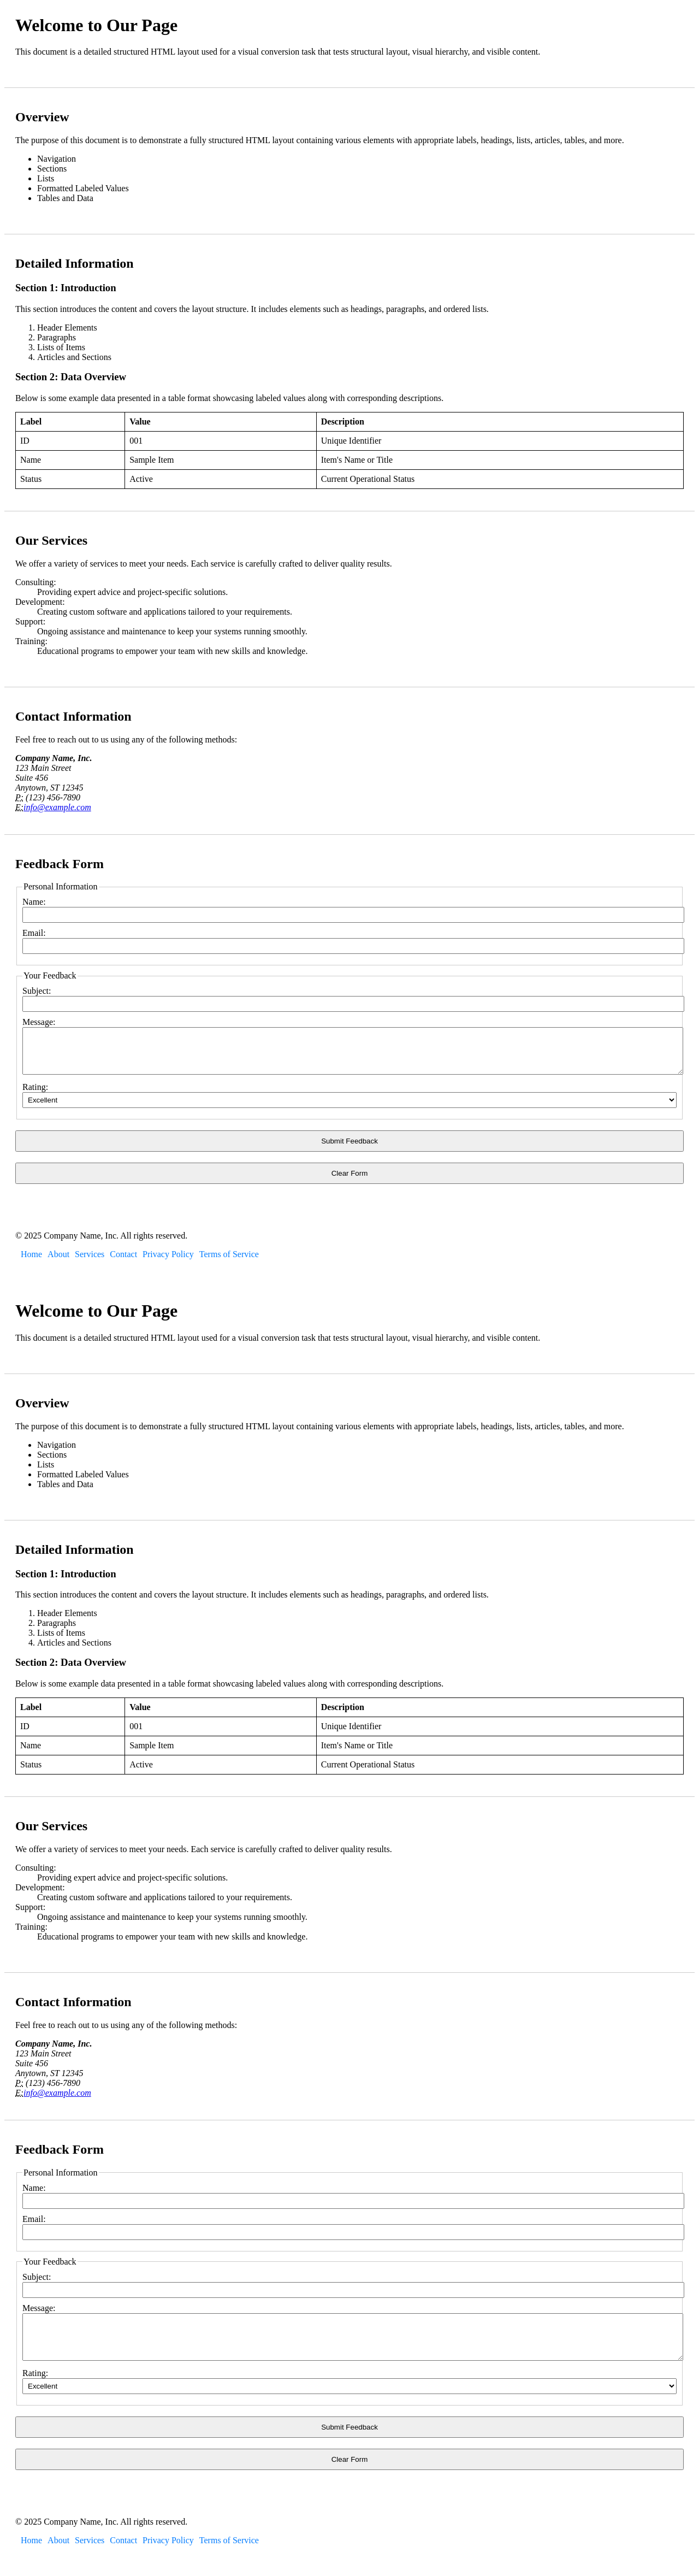 Welcome to Our Page
This document is a detailed structured HTML layout used for a visual conversion task that tests structural layout, visual hierarchy, and visible content.
Overview
The purpose of this document is to demonstrate a fully structured HTML layout containing various elements with appropriate labels, headings, lists, articles, tables, and more.
• Navigation
• Sections
• Lists
• Formatted Labeled Values
• Tables and Data
Detailed Information
Section 1: Introduction
This section introduces the content and covers the layout structure. It includes elements such as headings, paragraphs, and ordered lists.
1. Header Elements
2. Paragraphs
3. Lists of Items
4. Articles and Sections
Section 2: Data Overview
Below is some example data presented in a table format showcasing labeled values along with corresponding descriptions.
Label Value Description
ID 001 Unique Identifier
Name Sample Item Item's Name or Title
Status Active Current Operational Status
Our Services
We offer a variety of services to meet your needs. Each service is carefully crafted to deliver quality results.
Consulting:
Providing expert advice and project-specific solutions.
Development:
Creating custom software and applications tailored to your requirements.
Support:
Ongoing assistance and maintenance to keep your systems running smoothly.
Training:
Educational programs to empower your team with new skills and knowledge.
Contact Information
Feel free to reach out to us using any of the following methods:
Company Name, Inc.
123 Main Street
Suite 456
Anytown, ST 12345
P: (123) 456-7890
E:info@example.com
Feedback Form
Personal Information
Name:
Email:
Your Feedback
Subject:
Message:
Rating:
Excellent
Submit Feedback
Clear Form
© 2025 Company Name, Inc. All rights reserved.
Home About Services Contact Privacy Policy Terms of Service
Welcome to Our Page
This document is a detailed structured HTML layout used for a visual conversion task that tests structural layout, visual hierarchy, and visible content.
Overview
The purpose of this document is to demonstrate a fully structured HTML layout containing various elements with appropriate labels, headings, lists, articles, tables, and more.
• Navigation
• Sections
• Lists
• Formatted Labeled Values
• Tables and Data
Detailed Information
Section 1: Introduction
This section introduces the content and covers the layout structure. It includes elements such as headings, paragraphs, and ordered lists.
1. Header Elements
2. Paragraphs
3. Lists of Items
4. Articles and Sections
Section 2: Data Overview
Below is some example data presented in a table format showcasing labeled values along with corresponding descriptions.
Label Value Description
ID 001 Unique Identifier
Name Sample Item Item's Name or Title
Status Active Current Operational Status
Our Services
We offer a variety of services to meet your needs. Each service is carefully crafted to deliver quality results.
Consulting:
Providing expert advice and project-specific solutions.
Development:
Creating custom software and applications tailored to your requirements.
Support:
Ongoing assistance and maintenance to keep your systems running smoothly.
Training:
Educational programs to empower your team with new skills and knowledge.
Contact Information
Feel free to reach out to us using any of the following methods:
Company Name, Inc.
123 Main Street
Suite 456
Anytown, ST 12345
P: (123) 456-7890
E:info@example.com
Feedback Form
Personal Information
Name:
Email:
Your Feedback
Subject:
Message:
Rating:
Excellent
Submit Feedback
Clear Form
© 2025 Company Name, Inc. All rights reserved.
Home About Services Contact Privacy Policy Terms of Service